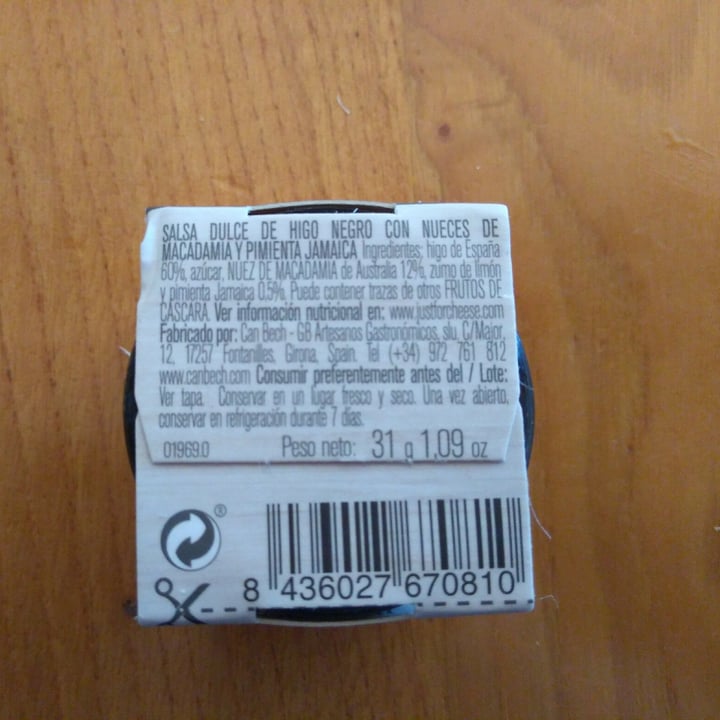 SALSA DULCE DE HIGO NEGRO CON NUECES DE
MACADAMIA Y PIMIENTA JAMAICA Ingredientes: higo de España
60%, azúcar, NUEZ DE MACADAMIA de Australia 12%, zumo de limón
y pimienta Jamaica 0,5%. Puede contener trazas de otros FRUTOS DE
CÁSCARA. Ver información nutricional en: www.justforcheese.com
Fabricado por: Can Bech - GB Artesanos Gastronómicos, slu, C/Major,
12, 17257 Fontanilles, Girona, Spain. Tel (+34) 972 761 812
www.canbech.com Consumir preferentemente antes del / Lote:
Ver tapa. Conservar en un lugar fresco y seco. Una vez abierto,
conservar en refrigeración durante 7 días.
01969.0 Peso neto: 31 g 1,09 oz
®
8 436027 670810